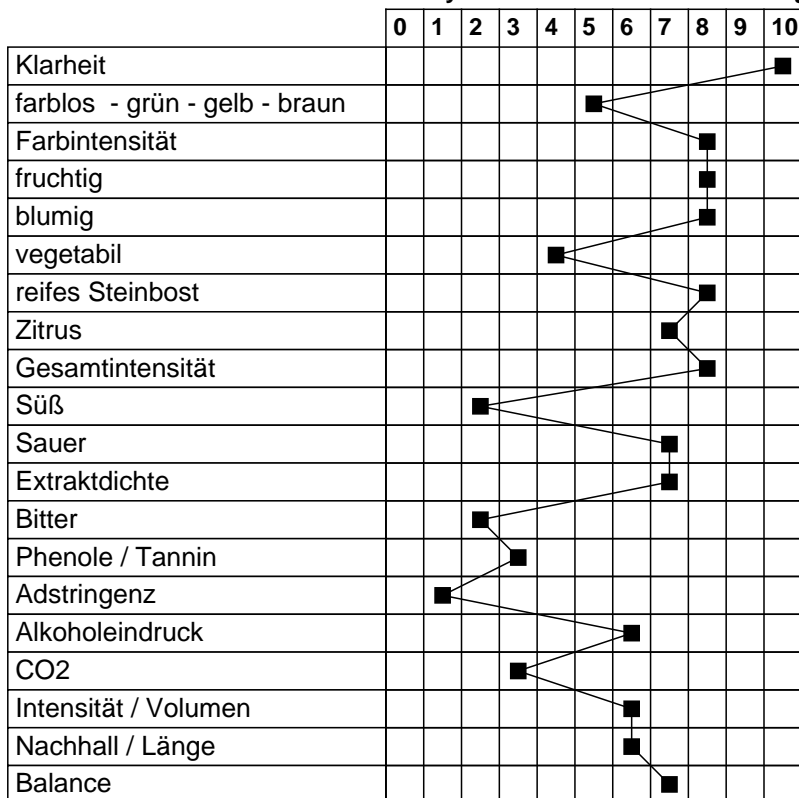 0 1 2 3 4 5 6 7 8 9 10
Klarheit
farblos - grün - gelb - braun
Farbintensität
fruchtig
blumig
vegetabil
reifes Steinbost
Zitrus
Gesamtintensität
Süß
Sauer
Extraktdichte
Bitter
Phenole / Tannin
Adstringenz
Alkoholeindruck
CO2
Intensität / Volumen
Nachhall / Länge
Balance